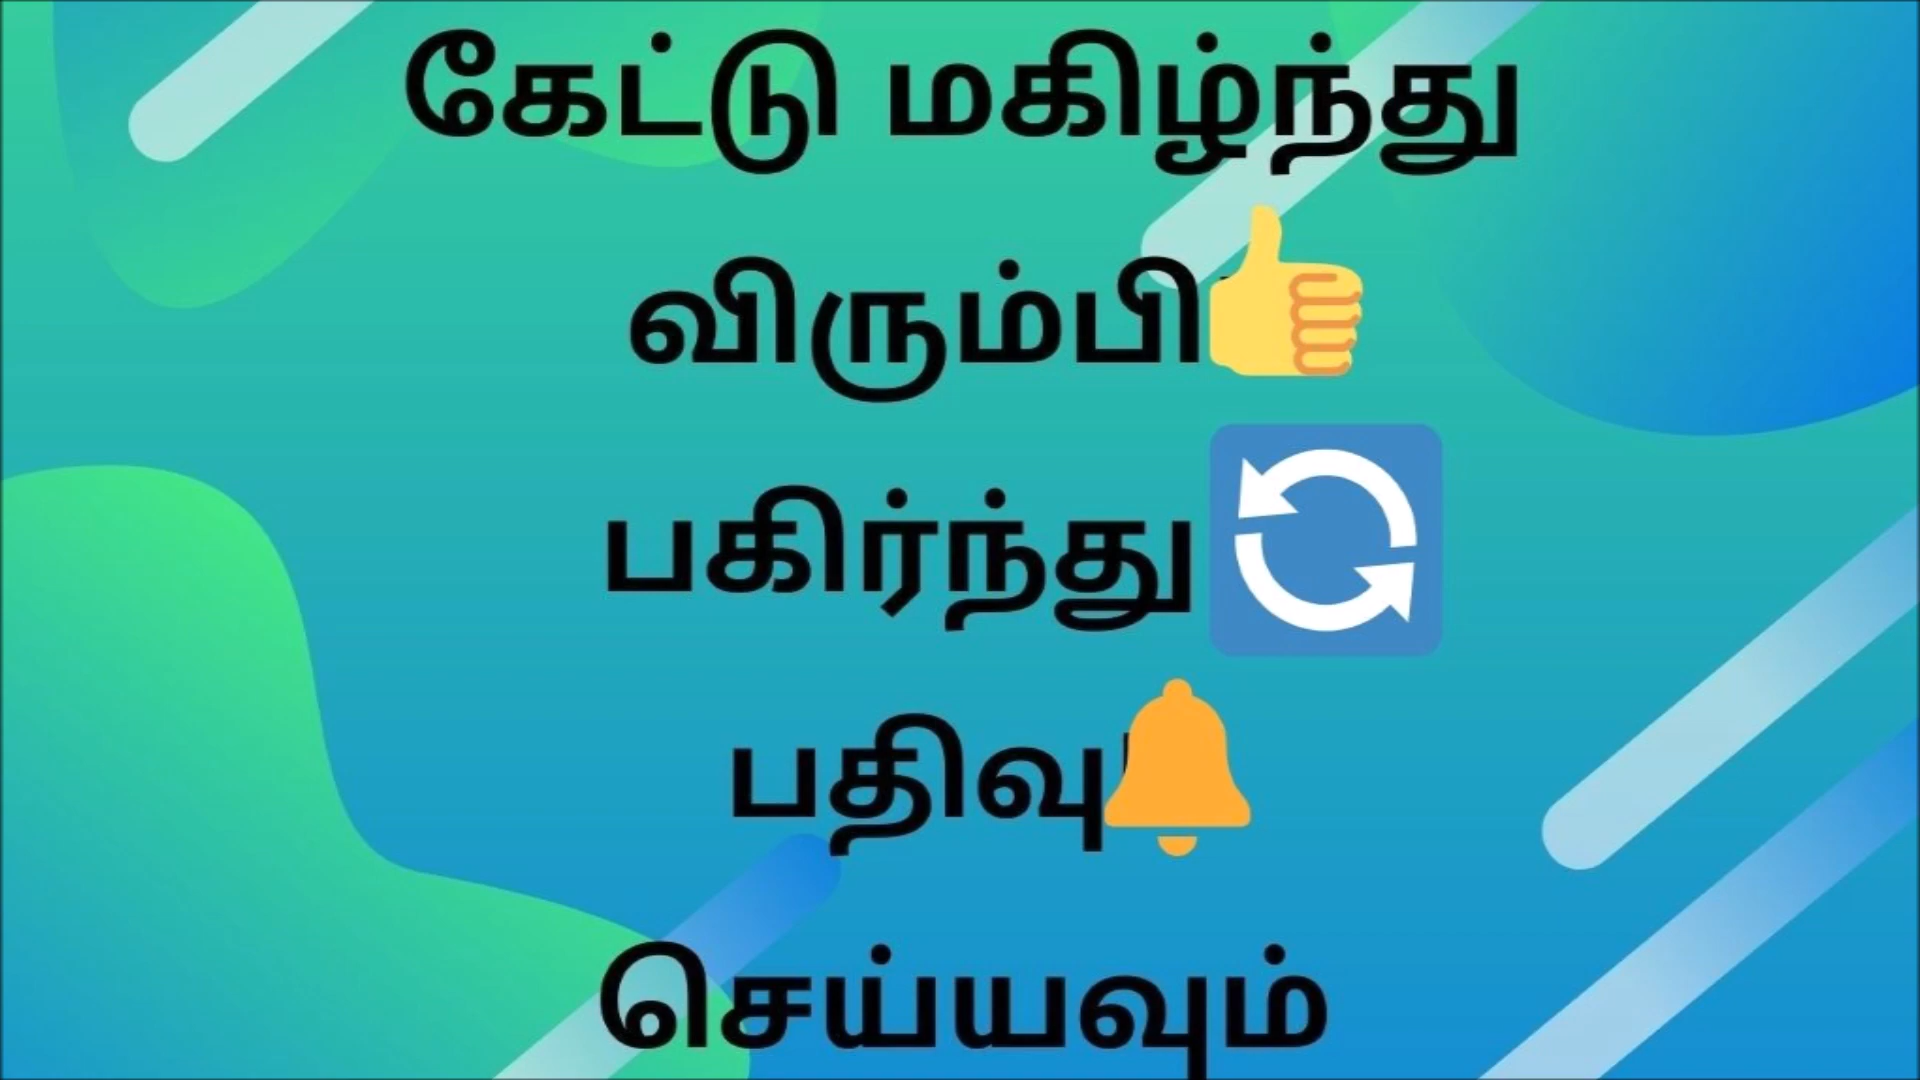 கேட்டு மகிழ்ந்து
விரும்பி
பகிர்ந்து
பதிவு
செய்யவும்